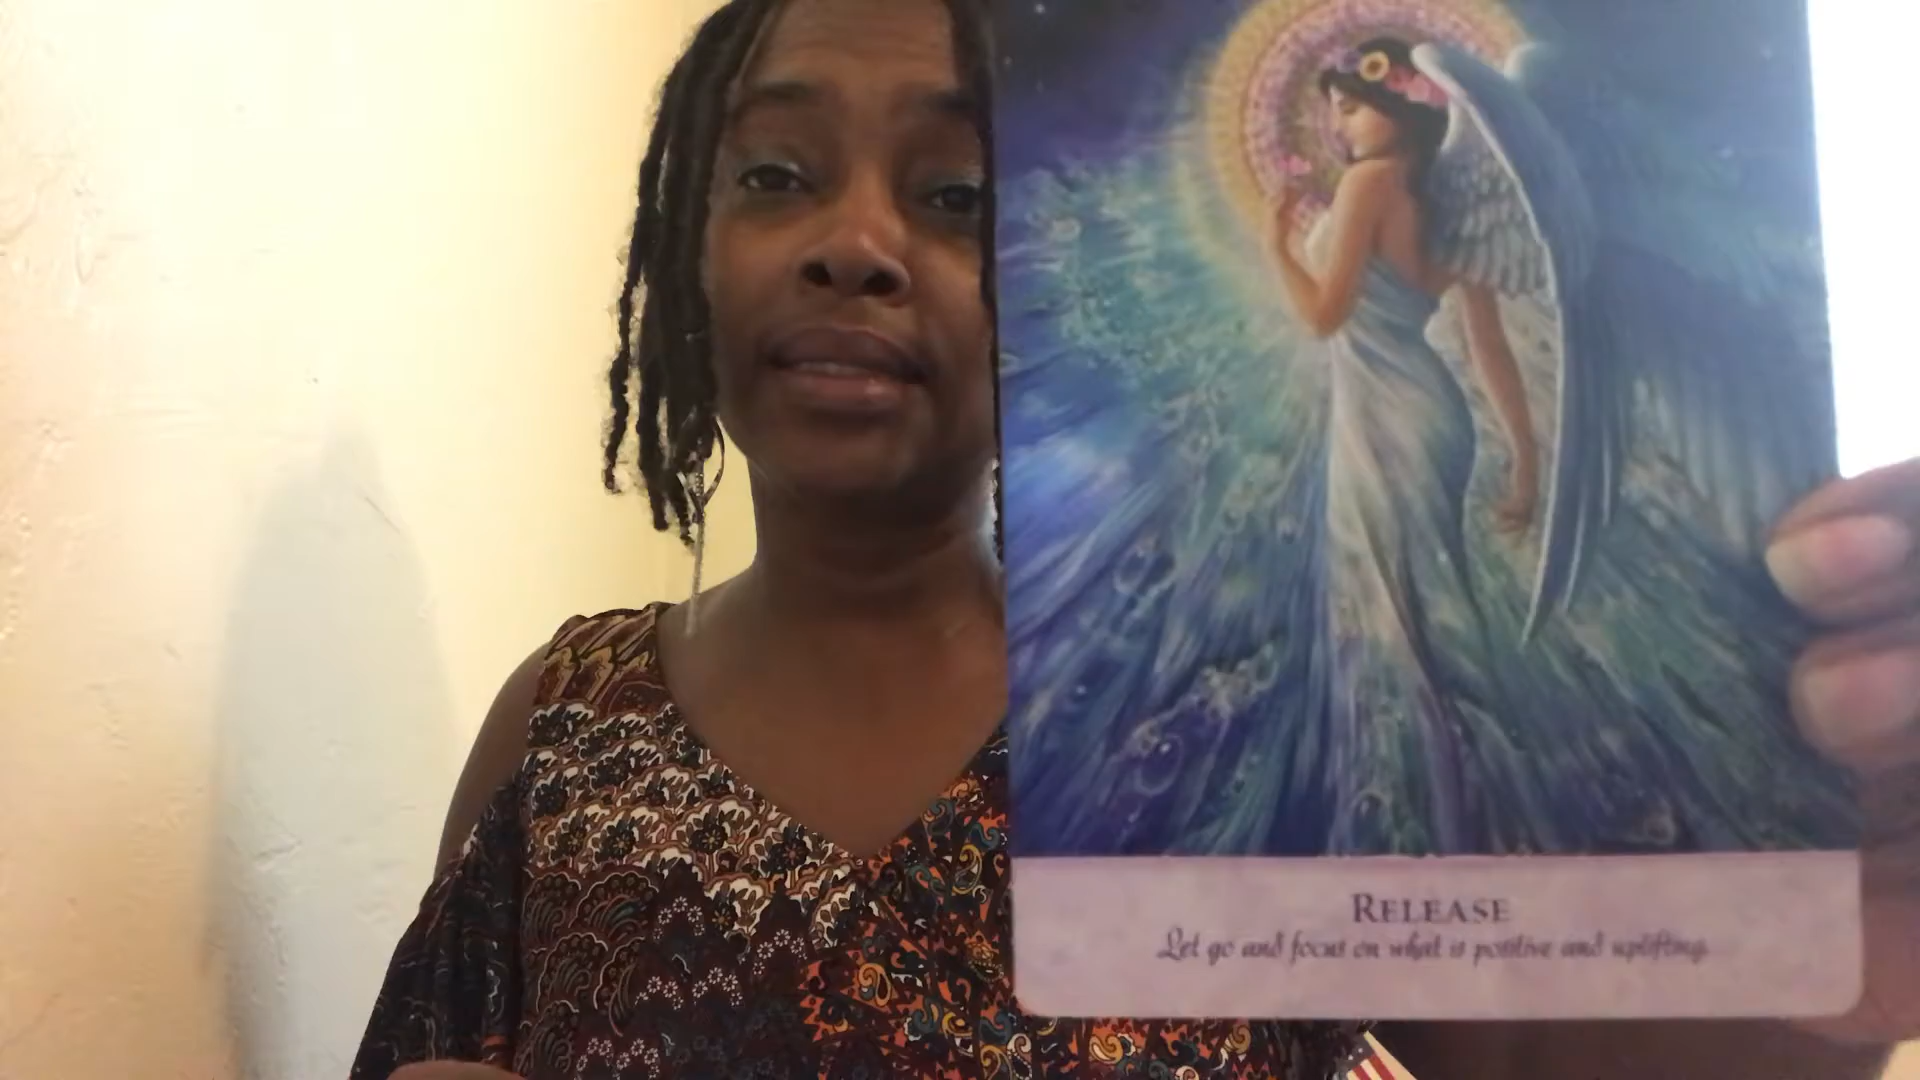 RELEASE
Let go and focus on what is positive and uplifting.